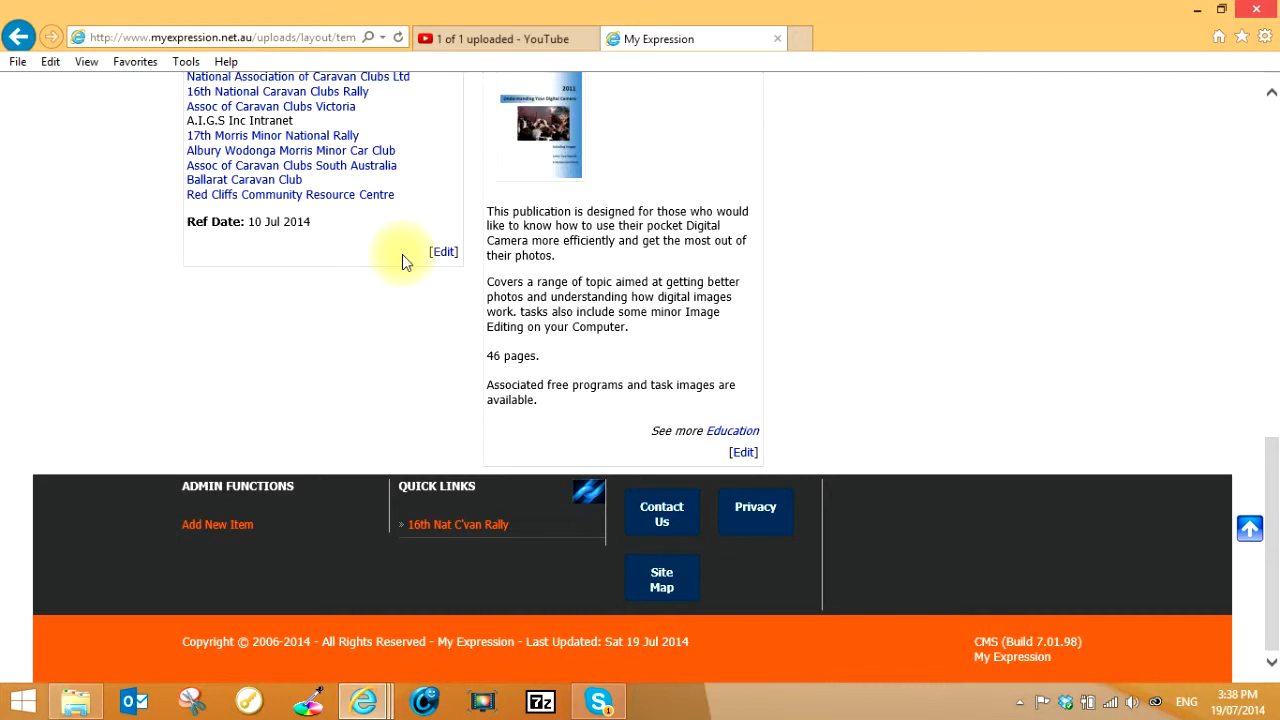 http://www.myexpression.net.au/uploads/layout/tem
1 of 1 uploaded - YouTube
My Expression
File Edit View Favorites Tools Help
National Association of Caravan Clubs Ltd
16th National Caravan Clubs Rally
Assoc of Caravan Clubs Victoria
A.I.G.S Inc Intranet
17th Morris Minor National Rally
Albury Wodonga Morris Minor Car Club
Assoc of Caravan Clubs South Australia
Ballarat Caravan Club
Red Cliffs Community Resource Centre
Ref Date: 10 Jul 2014
[Edit]
2011
Understanding Your Digital Camera
This publication is designed for those who would
like to know how to use their pocket Digital
Camera more efficiently and get the most out of
their photos.
Covers a range of topic aimed at getting better
photos and understanding how digital images
work. tasks also include some minor Image
Editing on your Computer.
46 pages.
Associated free programs and task images are
available.
See more Education
[Edit]
ADMIN FUNCTIONS
Add New Item
QUICK LINKS
» 16th Nat C'van Rally
Contact
Us
Privacy
Site
Map
Copyright © 2006-2014 - All Rights Reserved - My Expression - Last Updated: Sat 19 Jul 2014
CMS (Build 7.01.98)
My Expression
7z
1
ENG
3:38 PM
19/07/2014